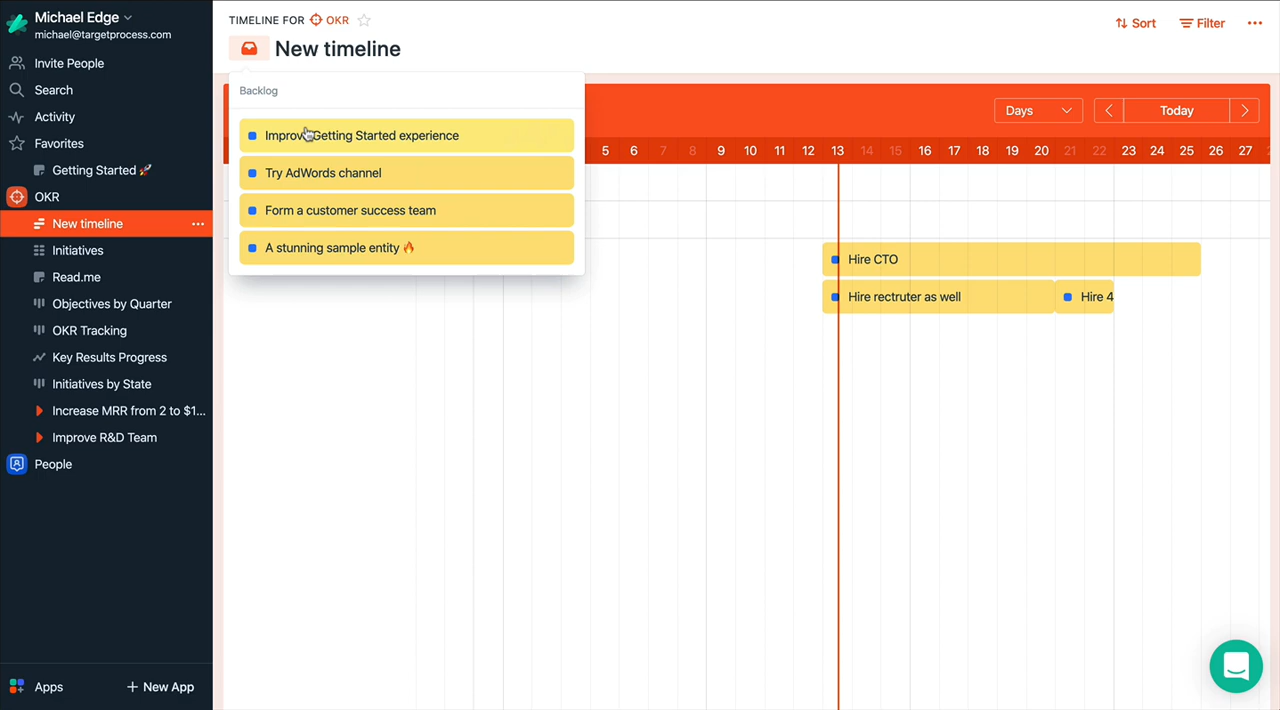 Michael Edge
michael@targetprocess.com
Invite People
Search
Activity
Favorites
Getting Started 🚀
OKR
New timeline
Initiatives
Read.me
Objectives by Quarter
OKR Tracking
Key Results Progress
Initiatives by State
Increase MRR from 2 to $1...
Improve R&D Team
People
Apps
+ New App
TIMELINE FOR OKR
New timeline
Sort
Filter
Backlog
Improve Getting Started experience
Try AdWords channel
Form a customer success team
A stunning sample entity 🔥
Days
Today
5 6 7 8 9 10 11 12 13 14 15 16 17 18 19 20 21 22 23 24 25 26 27
Hire CTO
Hire rectruter as well
Hire 4